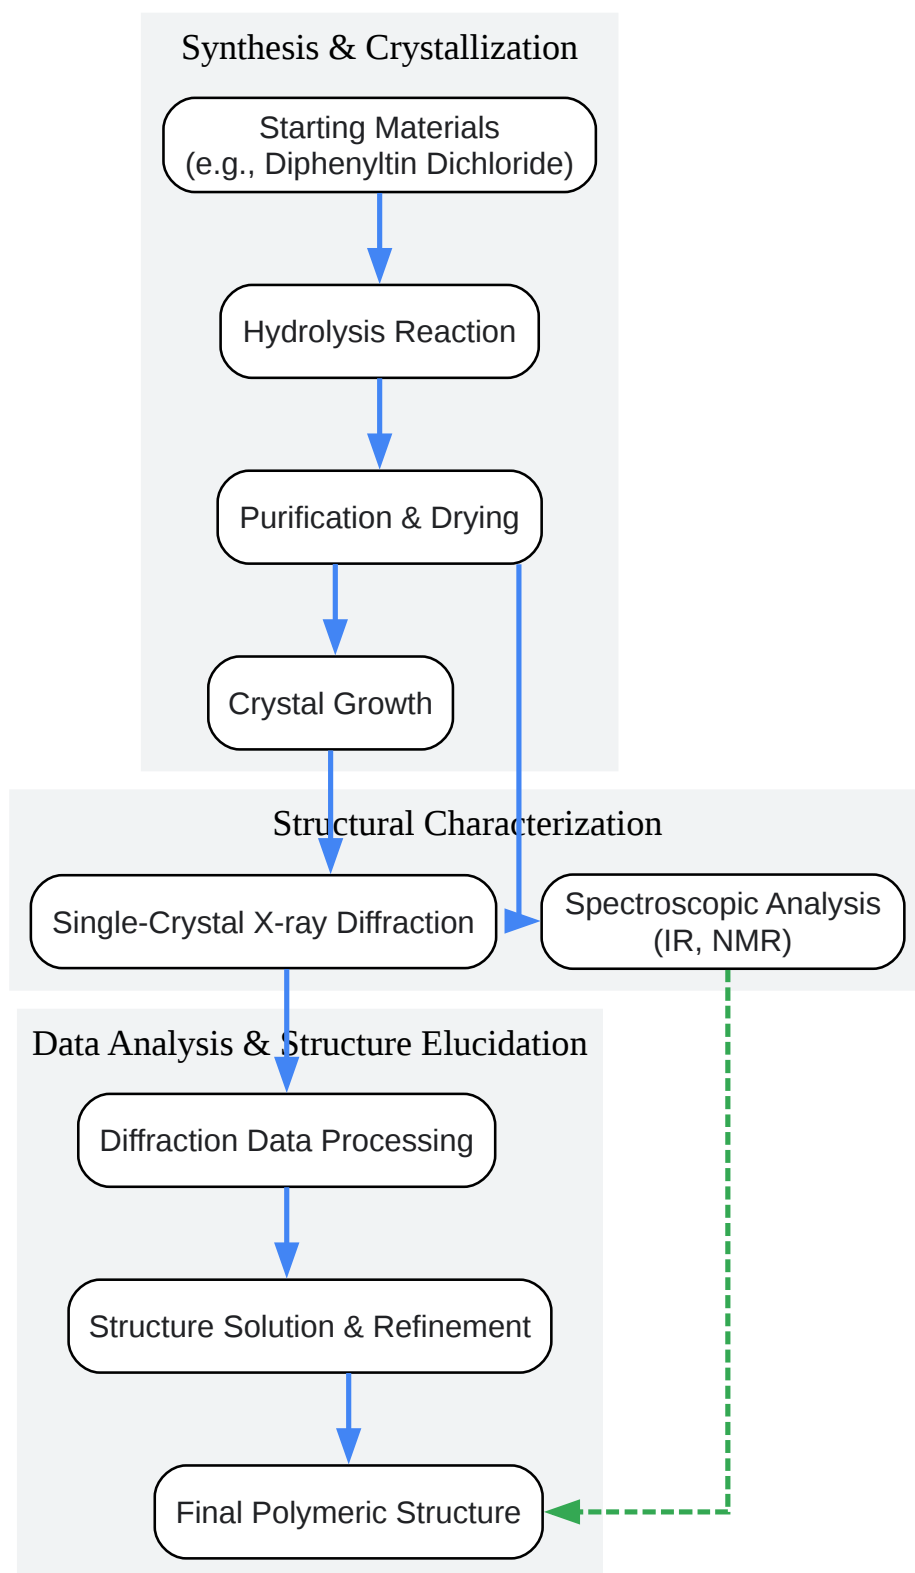 Synthesis & Crystallization
Starting Materials
(e.g., Diphenyltin Dichloride)
Hydrolysis Reaction
Purification & Drying
Crystal Growth
Structural Characterization
Single-Crystal X-ray Diffraction
Spectroscopic Analysis
(IR, NMR)
Data Analysis & Structure Elucidation
Diffraction Data Processing
Structure Solution & Refinement
Final Polymeric Structure